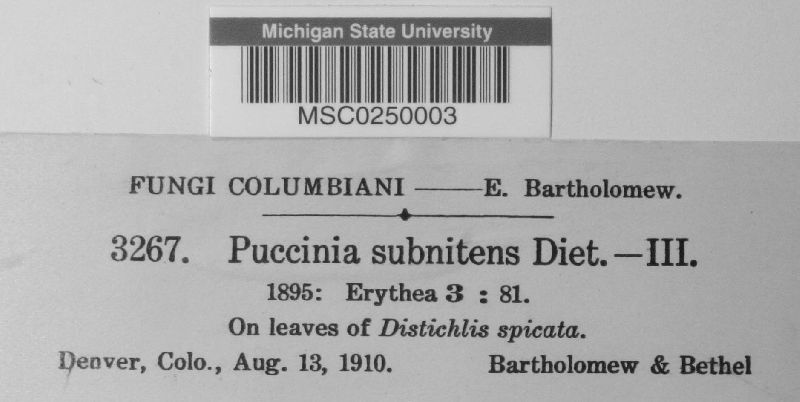 Michigan State University
MSC0250003
FUNGI COLUMBIANI —— E. Bartholomew.
3267. Puccinia subnitens Diet.—III.
1895: Erythea 3 : 81.
On leaves of Distichlis spicata.
Denver, Colo., Aug. 13, 1910. Bartholomew & Bethel